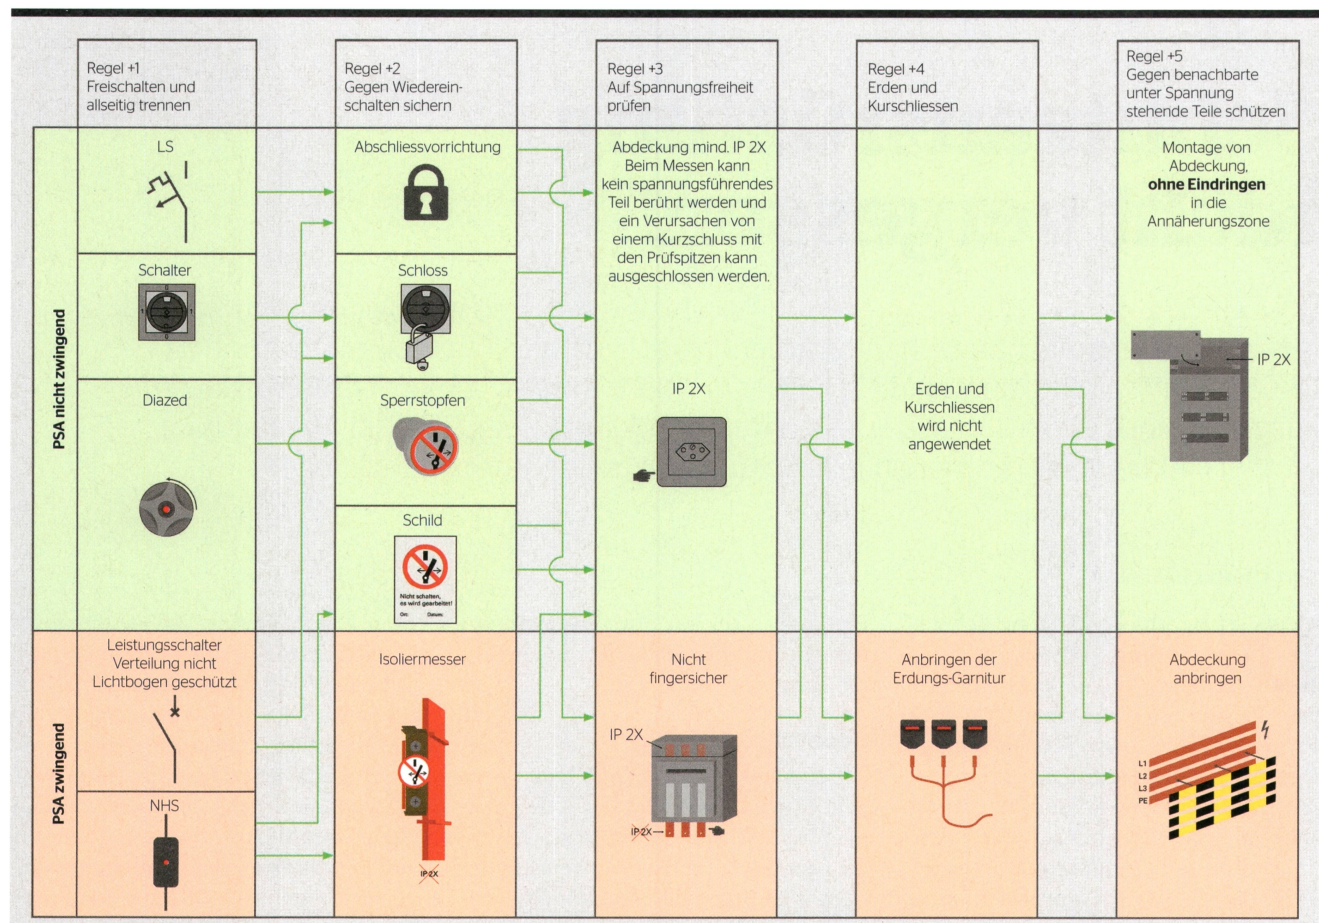 Regel +1
Freischalten und
allseitig trennen
Regel +2
Gegen Wiederein-
schalten sichern
Regel +3
Auf Spannungsfreiheit
prüfen
Regel +4
Erden und
Kurschliessen
Regel +5
Gegen benachbarte
unter Spannung
stehende Teile schützen
PSA nicht zwingend
LS
Schalter
0
1
1
0
Diazed
Abschliessvorrichtung
Schloss
Sperrstopfen
Schild
Nicht schalten,
es wird gearbeitet!
Ort: Datum:
Abdeckung mind. IP 2X
Beim Messen kann
kein spannungsführendes
Teil berührt werden und
ein Verursachen von
einem Kurzschluss mit
den Prüfspitzen kann
ausgeschlossen werden.
IP 2X
Erden und
Kurschliessen
wird nicht
angewendet
Montage von
Abdeckung,
ohne Eindringen
in die
Annäherungszone
IP 2X
PSA zwingend
Leistungsschalter
Verteilung nicht
Lichtbogen geschützt
NHS
Isoliermesser
IP 2X
Nicht
fingersicher
IP 2X
IP 2X
Anbringen der
Erdungs-Garnitur
Abdeckung
anbringen
L1
L2
L3
PE